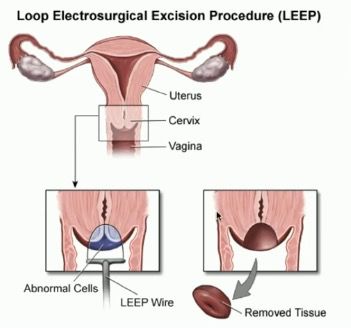 Loop Electrosurgical Excision Procedure (LEEP)
Uterus
Cervix
Vagina
Abnormal Cells
LEEP Wire
Removed Tissue